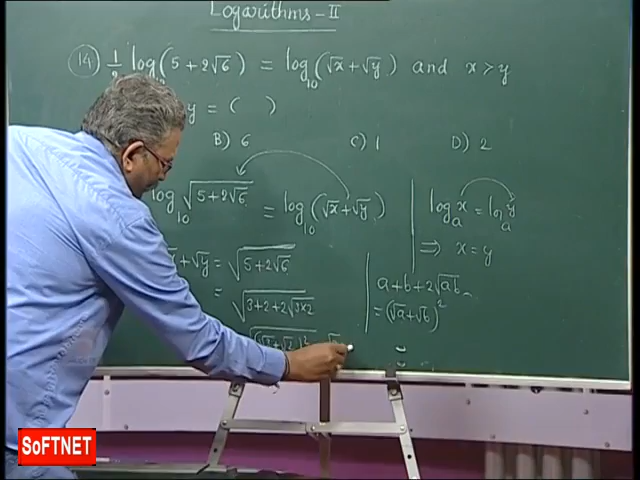 Logarithms-II
14) 1/2 log(5+2√6) = log₁₀(√x+√y) and x>y
y = ( )
B) 6 C) 1 D) 2
log₁₀ √(5+2√6) = log₁₀(√x+√y)
logₐ x = logₐ y
⇒ x = y
√x+√y = √(5+2√6)
= √(3+2+2√(3×2))
a+b+2√(ab)
= (√a+√b)²
SoFTNET